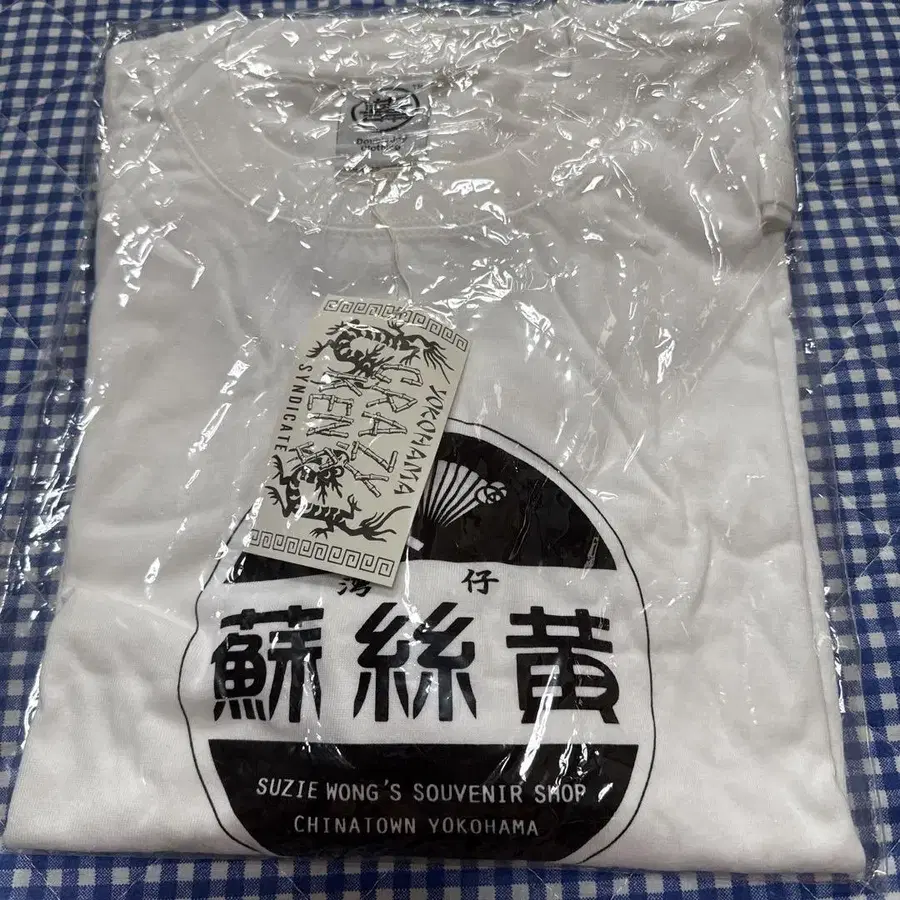 YOKOHAMA
CRAZY
KEN'S
SYNDICATE
湾仔
蘇絲黄
SUZIE WONG'S SOUVENIR SHOP
CHINATOWN YOKOHAMA